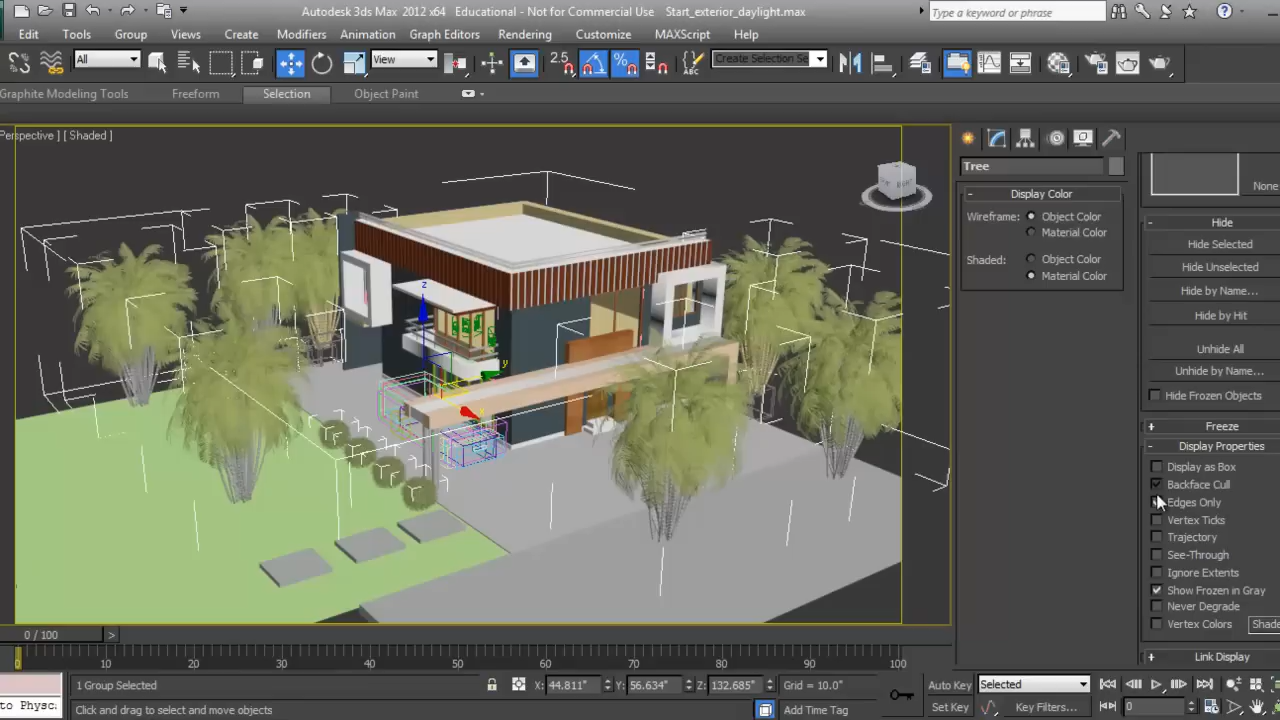 Autodesk 3ds Max 2012 x64 Educational - Not for Commercial Use Start_exterior_daylight.max
Type a keyword or phrase
Edit Tools Group Views Create Modifiers Animation Graph Editors Rendering Customize MAXScript Help
All View 2.5 Create Selection Se
Graphite Modeling Tools Freeform Selection Object Paint
Perspective ] [ Shaded ]
Tree
Display Color
Wireframe: Object Color
Material Color
Shaded: Object Color
Material Color
None
Hide
Hide Selected
Hide Unselected
Hide by Name...
Hide by Hit
Unhide All
Unhide by Name...
Hide Frozen Objects
Freeze
Display Properties
Display as Box
Backface Cull
Edges Only
Vertex Ticks
Trajectory
See-Through
Ignore Extents
Show Frozen in Gray
Never Degrade
Vertex Colors Shade
Link Display
z
y
x
0 / 100 >
0 10 20 30 40 50 60 70 80 90 100
1 Group Selected X: 44.811" Y: 56.634" Z: 132.685" Grid = 10.0" Auto Key Selected
to Physc. Click and drag to select and move objects Add Time Tag Set Key Key Filters... 0